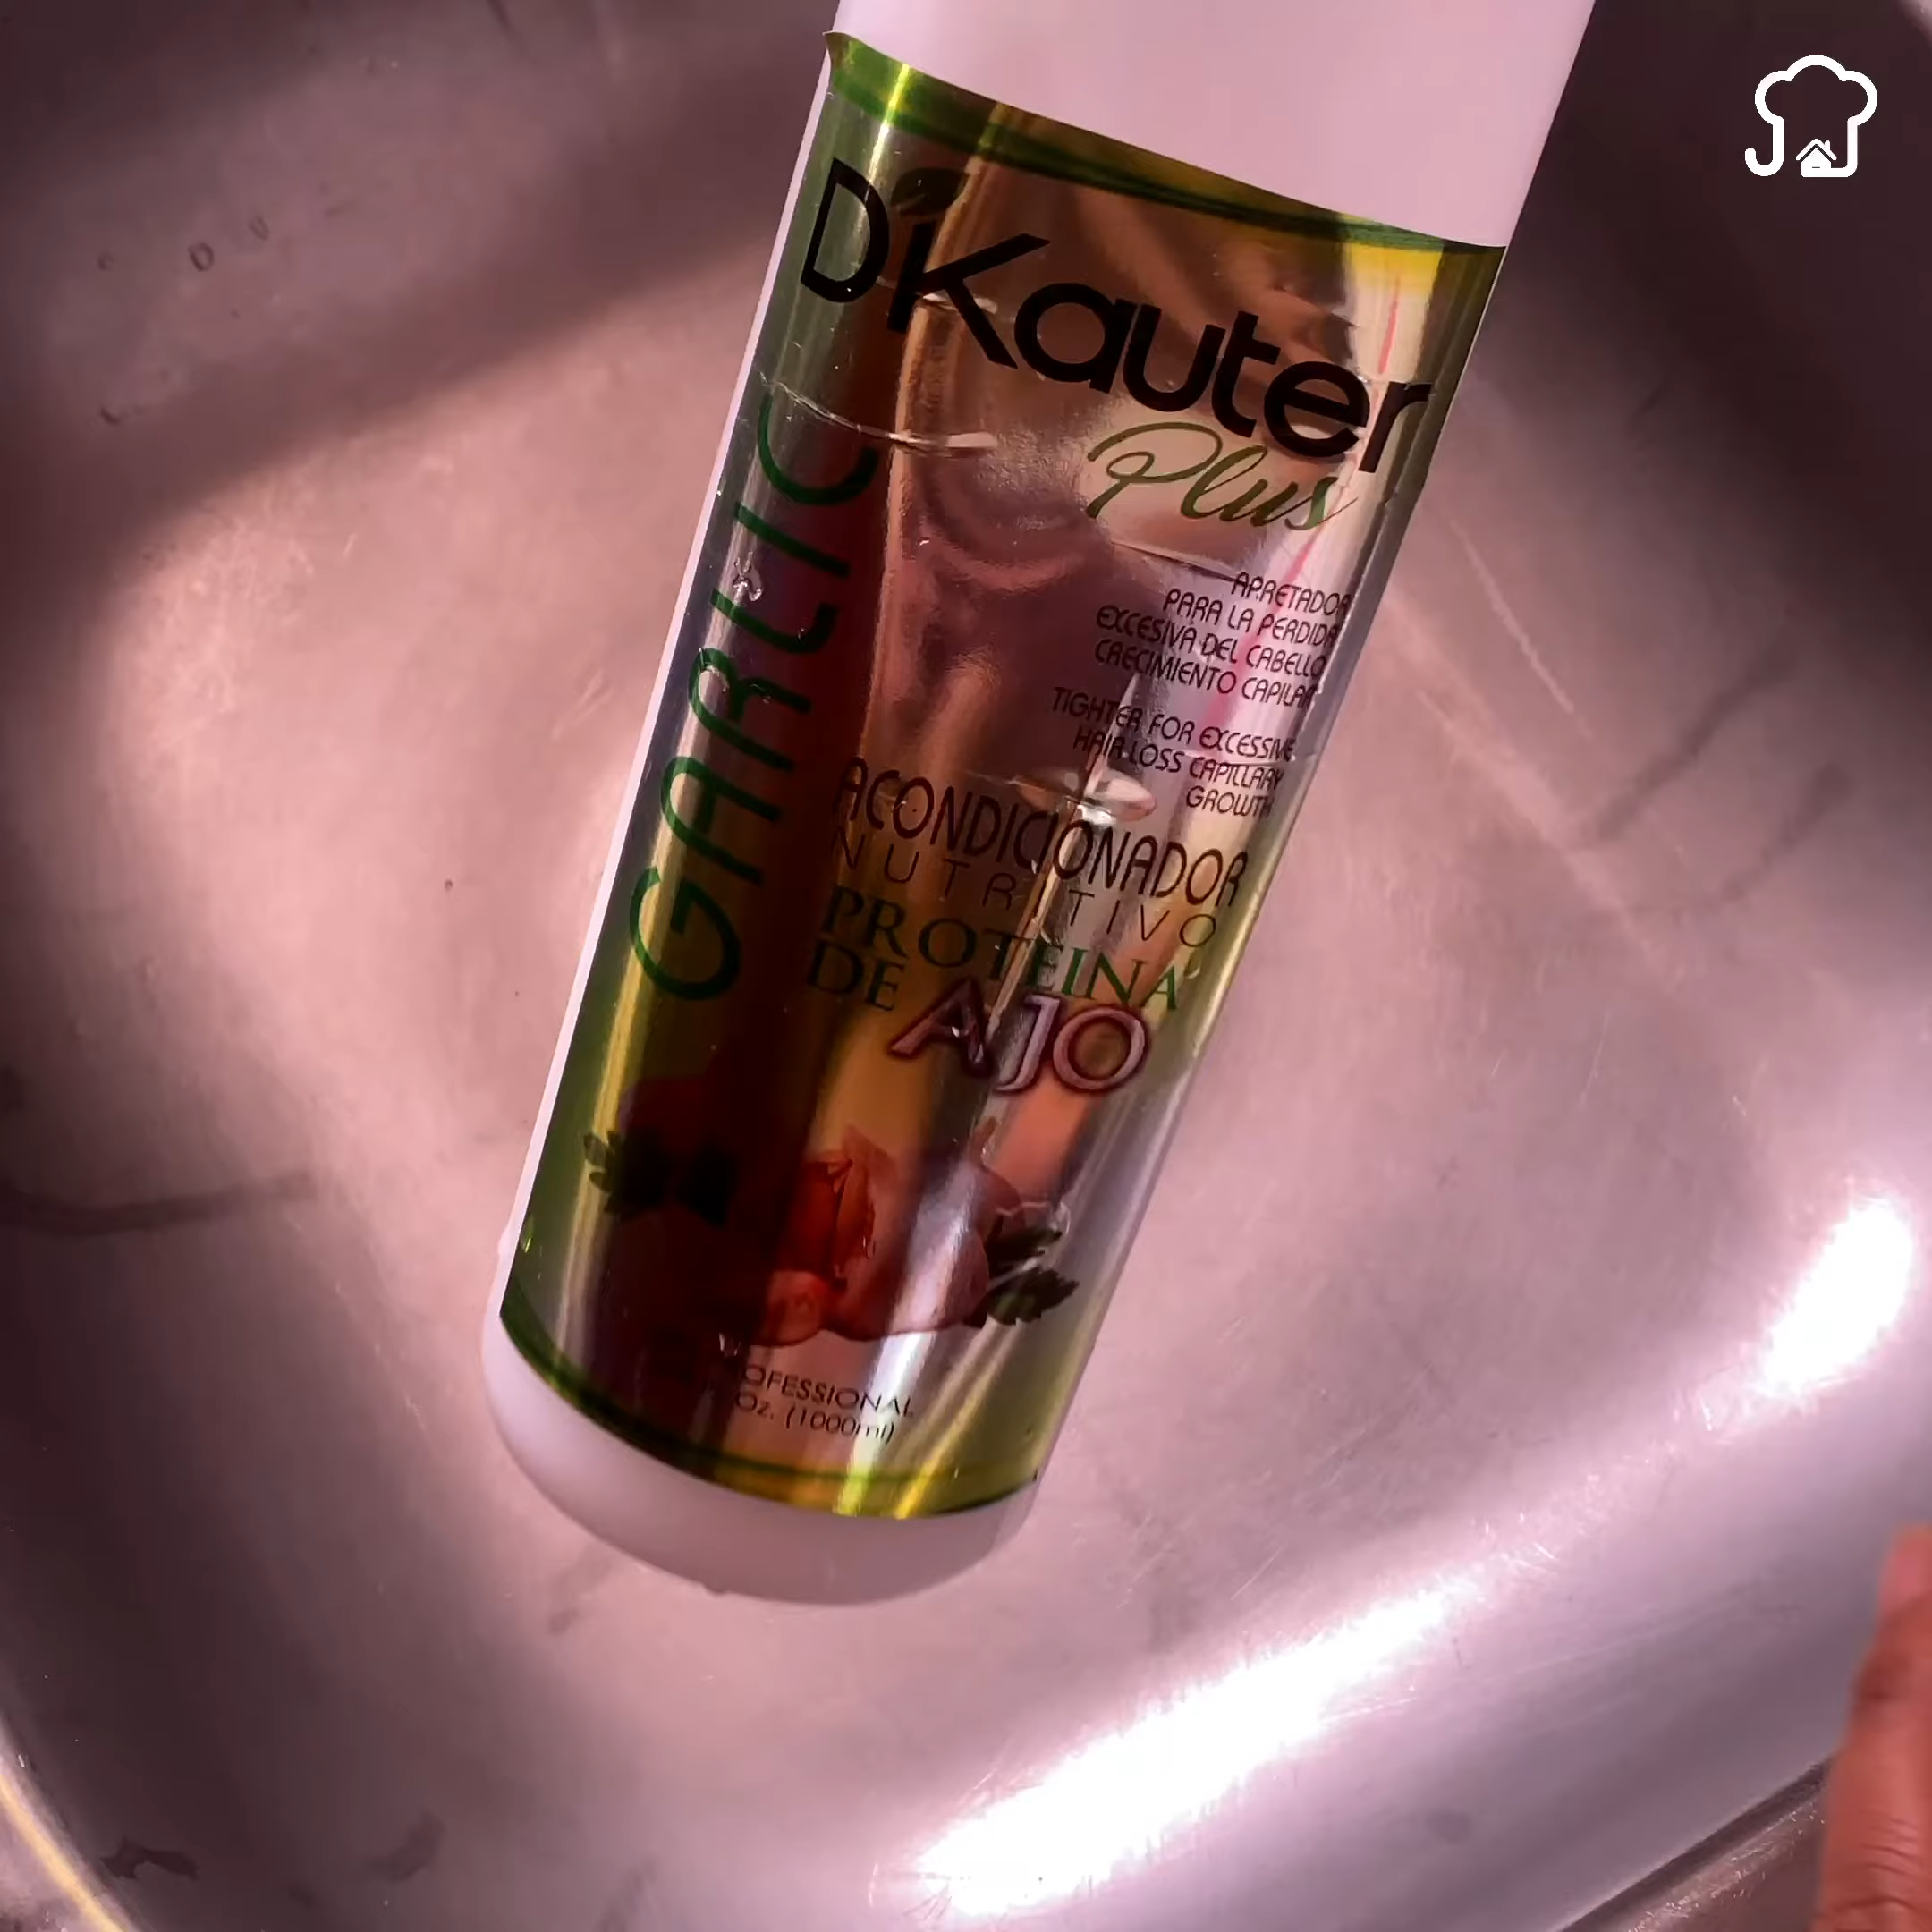 D'Kauter
Plus
APRETADOR
PARA LA PERDIDA
EXCESIVA DEL CABELLO
CRECIMIENTO CAPILAR
TIGHTER FOR EXCESSIVE
HAIR LOSS CAPILLARY
GROWTH
GARLIC
ACONDICIONADOR
NUTRITIVO
PROTEINA
DE AJO
Oz. (1000ml)